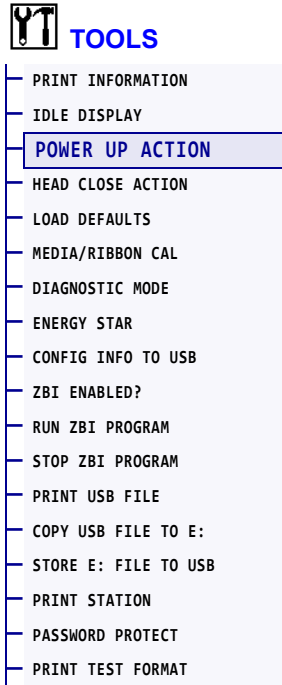 TOOLS
PRINT INFORMATION
IDLE DISPLAY
POWER UP ACTION
HEAD CLOSE ACTION
LOAD DEFAULTS
MEDIA/RIBBON CAL
DIAGNOSTIC MODE
ENERGY STAR
CONFIG INFO TO USB
ZBI ENABLED?
RUN ZBI PROGRAM
STOP ZBI PROGRAM
PRINT USB FILE
COPY USB FILE TO E:
STORE E: FILE TO USB
PRINT STATION
PASSWORD PROTECT
PRINT TEST FORMAT